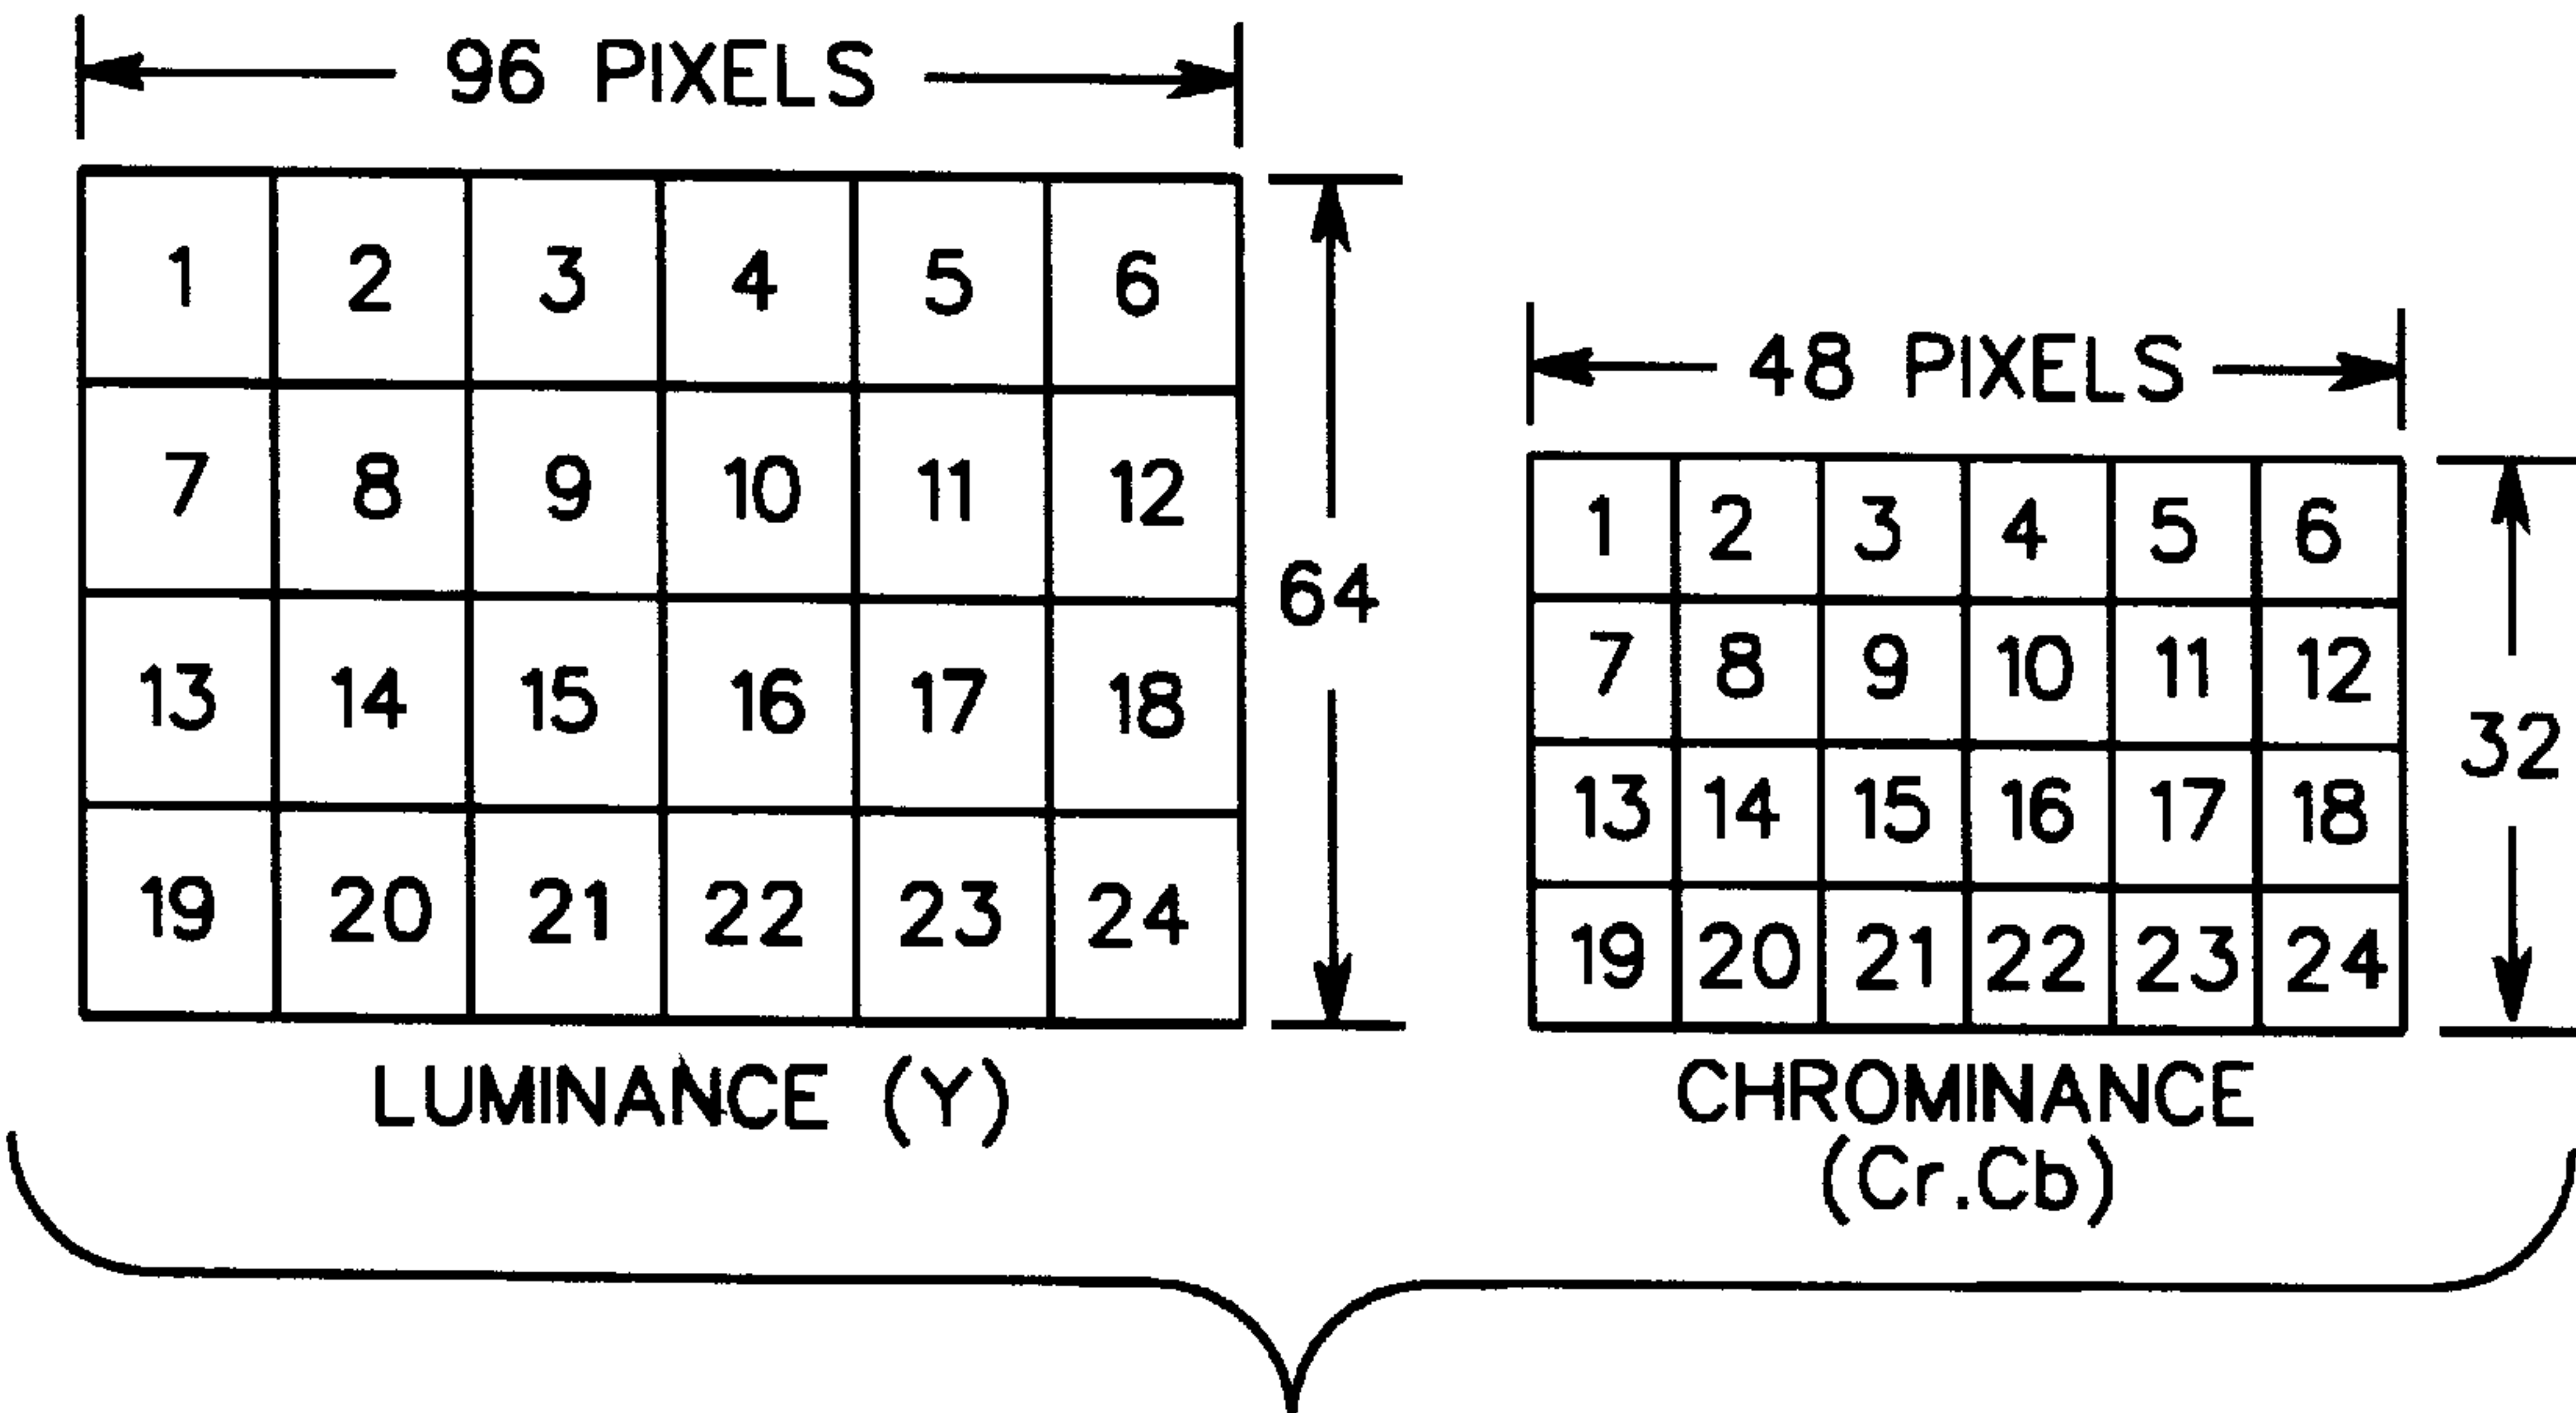 96 PIXELS
1 2 3 4 5 6
7 8 9 10 11 12
13 14 15 16 17 18
19 20 21 22 23 24
64
LUMINANCE (Y)
48 PIXELS
1 2 3 4 5 6
7 8 9 10 11 12
13 14 15 16 17 18
19 20 21 22 23 24
32
CHROMINANCE
(Cr.Cb)